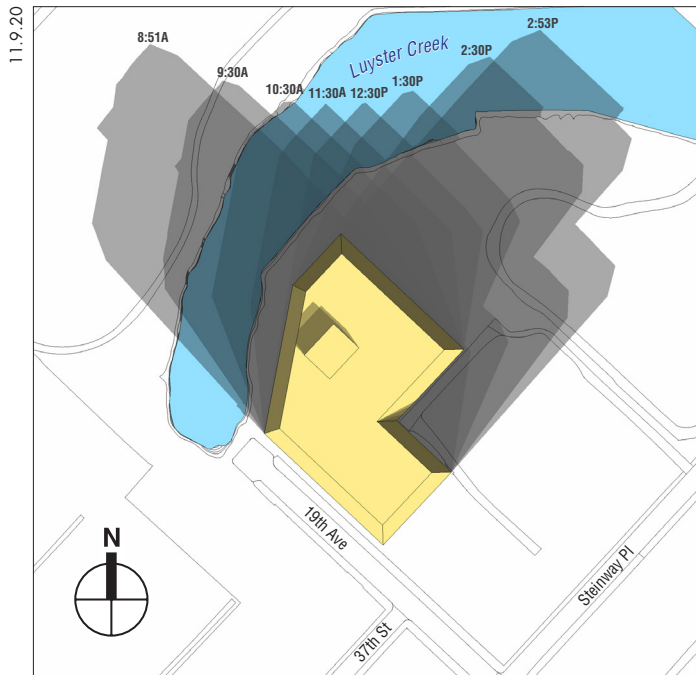 11.9.20
8:51A
9:30A
10:30A
11:30A
12:30P
1:30P
2:30P
2:53P
Luyster Creek
19th Ave
37th St
Steinway Pl
N